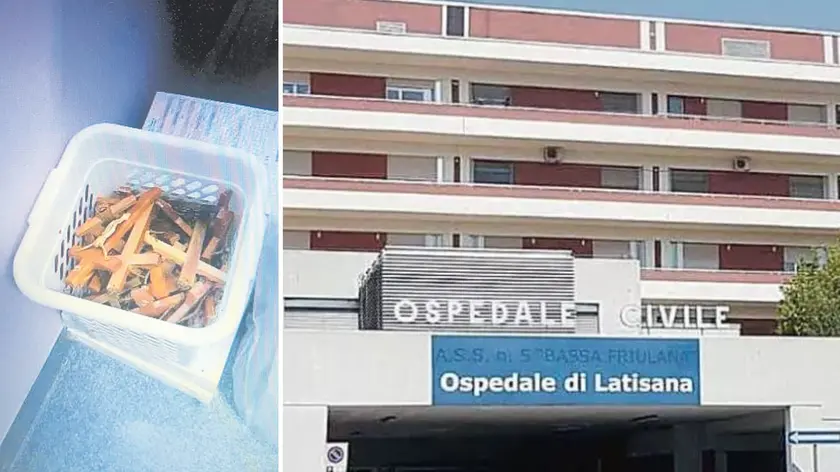 OSPEDALE CIVILE
A.S.S. n. 5 "BASSA FRIULANA"
Ospedale di Latisana